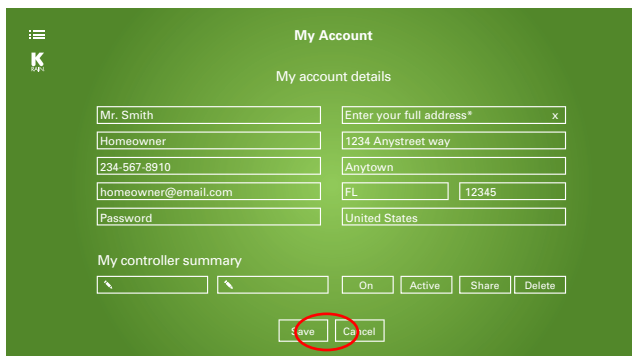 My Account
K
RAIN
My account details
Mr. Smith
Homeowner
234-567-8910
homeowner@email.com
Password
Enter your full address* x
1234 Anystreet way
Anytown
FL 12345
United States
My controller summary
On Active Share Delete
Save Cancel